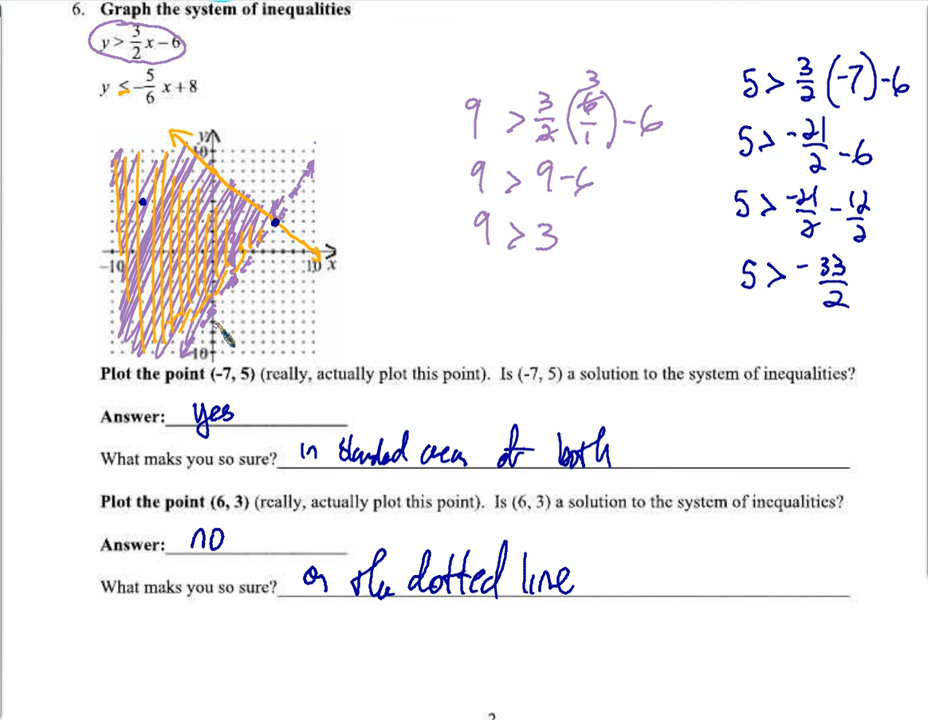 6. Graph the system of inequalities
y > 3/2 x – 6
y ≤ – 5/6 x + 8
9 > 3/2 (6/1) – 6
3
9 > 9 – 6
9 > 3
5 > 3/2 (-7) – 6
5 > -21/2 – 6
5 > -21/2 – 12/2
5 > -33/2
y
10
-10
10 x
-10
Plot the point (-7, 5) (really, actually plot this point). Is (-7, 5) a solution to the system of inequalities?
Answer: yes
What maks you so sure? in area of both
Plot the point (6, 3) (really, actually plot this point). Is (6, 3) a solution to the system of inequalities?
Answer: no
What maks you so sure? on the dotted line